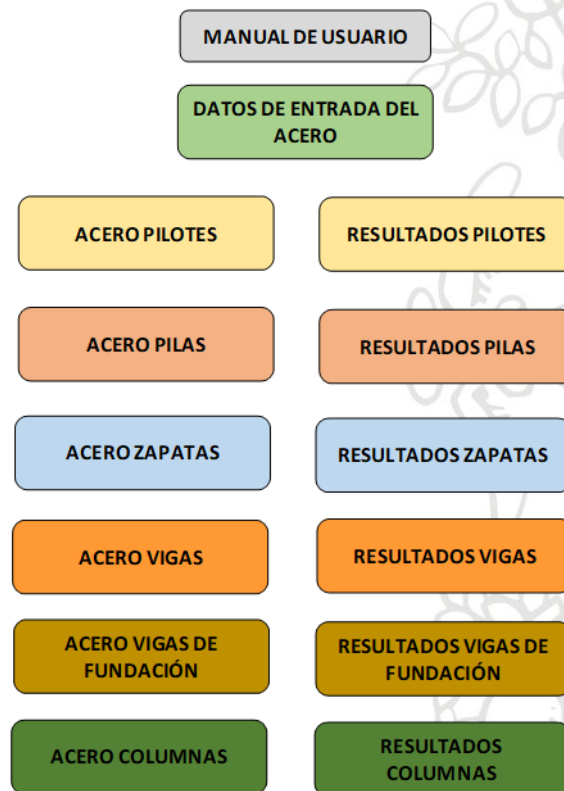 MANUAL DE USUARIO
DATOS DE ENTRADA DEL
ACERO
ACERO PILOTES
RESULTADOS PILOTES
ACERO PILAS
RESULTADOS PILAS
ACERO ZAPATAS
RESULTADOS ZAPATAS
ACERO VIGAS
RESULTADOS VIGAS
ACERO VIGAS DE
FUNDACIÓN
RESULTADOS VIGAS DE
FUNDACIÓN
ACERO COLUMNAS
RESULTADOS
COLUMNAS